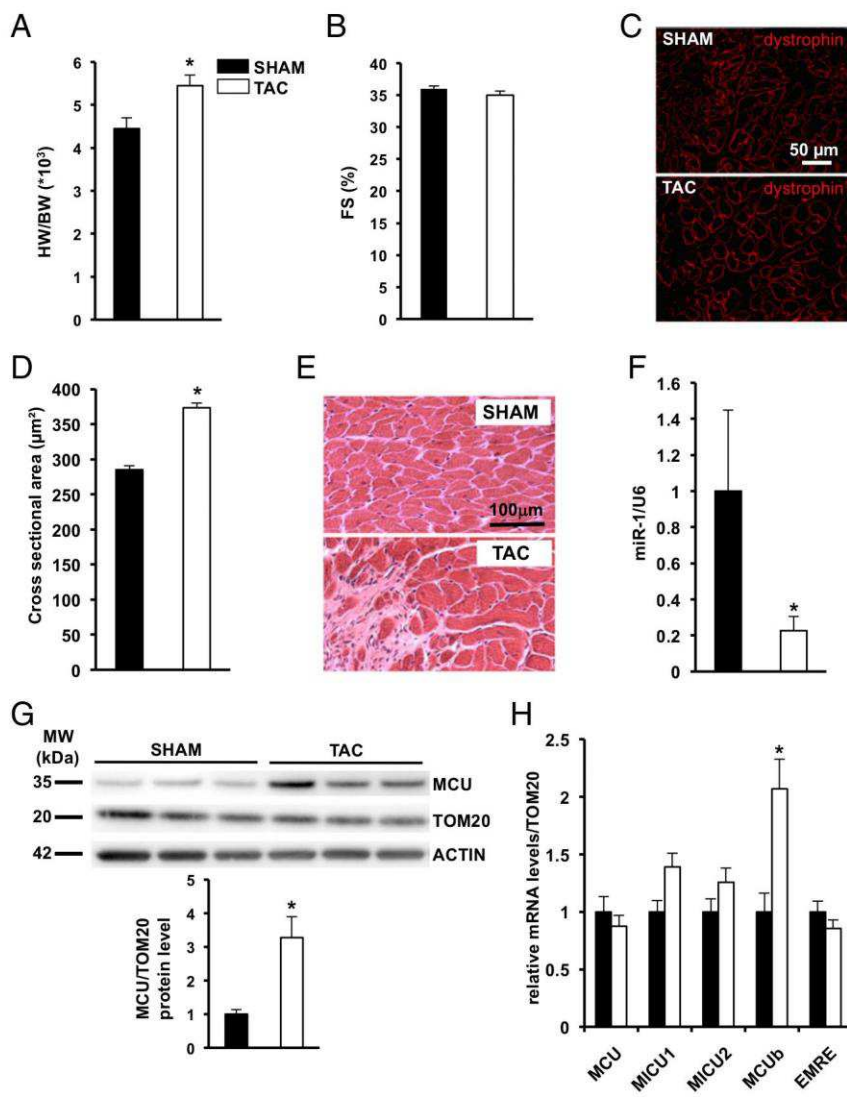 A
HW/BW (*10³)
6
5
4
3
2
1
0
*
SHAM
TAC
B
FS (%)
40
35
30
25
20
15
10
5
0
C
SHAM dystrophin
50 µm
TAC dystrophin
D
Cross sectional area (µm²)
400
350
300
250
200
150
100
50
0
*
E
SHAM
100µm
TAC
F
miR-1/U6
1.6
1.4
1.2
1
0.8
0.6
0.4
0.2
0
*
G
MW
(kDa)
SHAM TAC
35 MCU
20 TOM20
42 ACTIN
MCU/TOM20
protein level
5
4
3
2
1
0
*
H
relative mRNA levels/TOM20
2.5
2
1.5
1
0.5
0
*
MCU
MICU1
MICU2
MCUb
EMRE